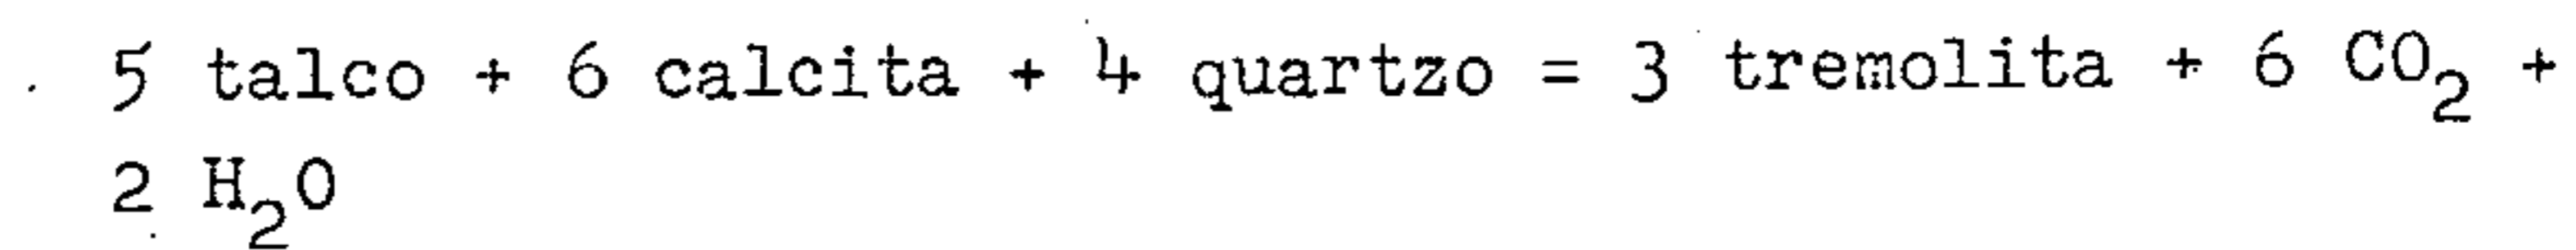 5 talco + 6 calcita + 4 quartzo = 3 tremolita + 6 CO₂ +
2 H₂O